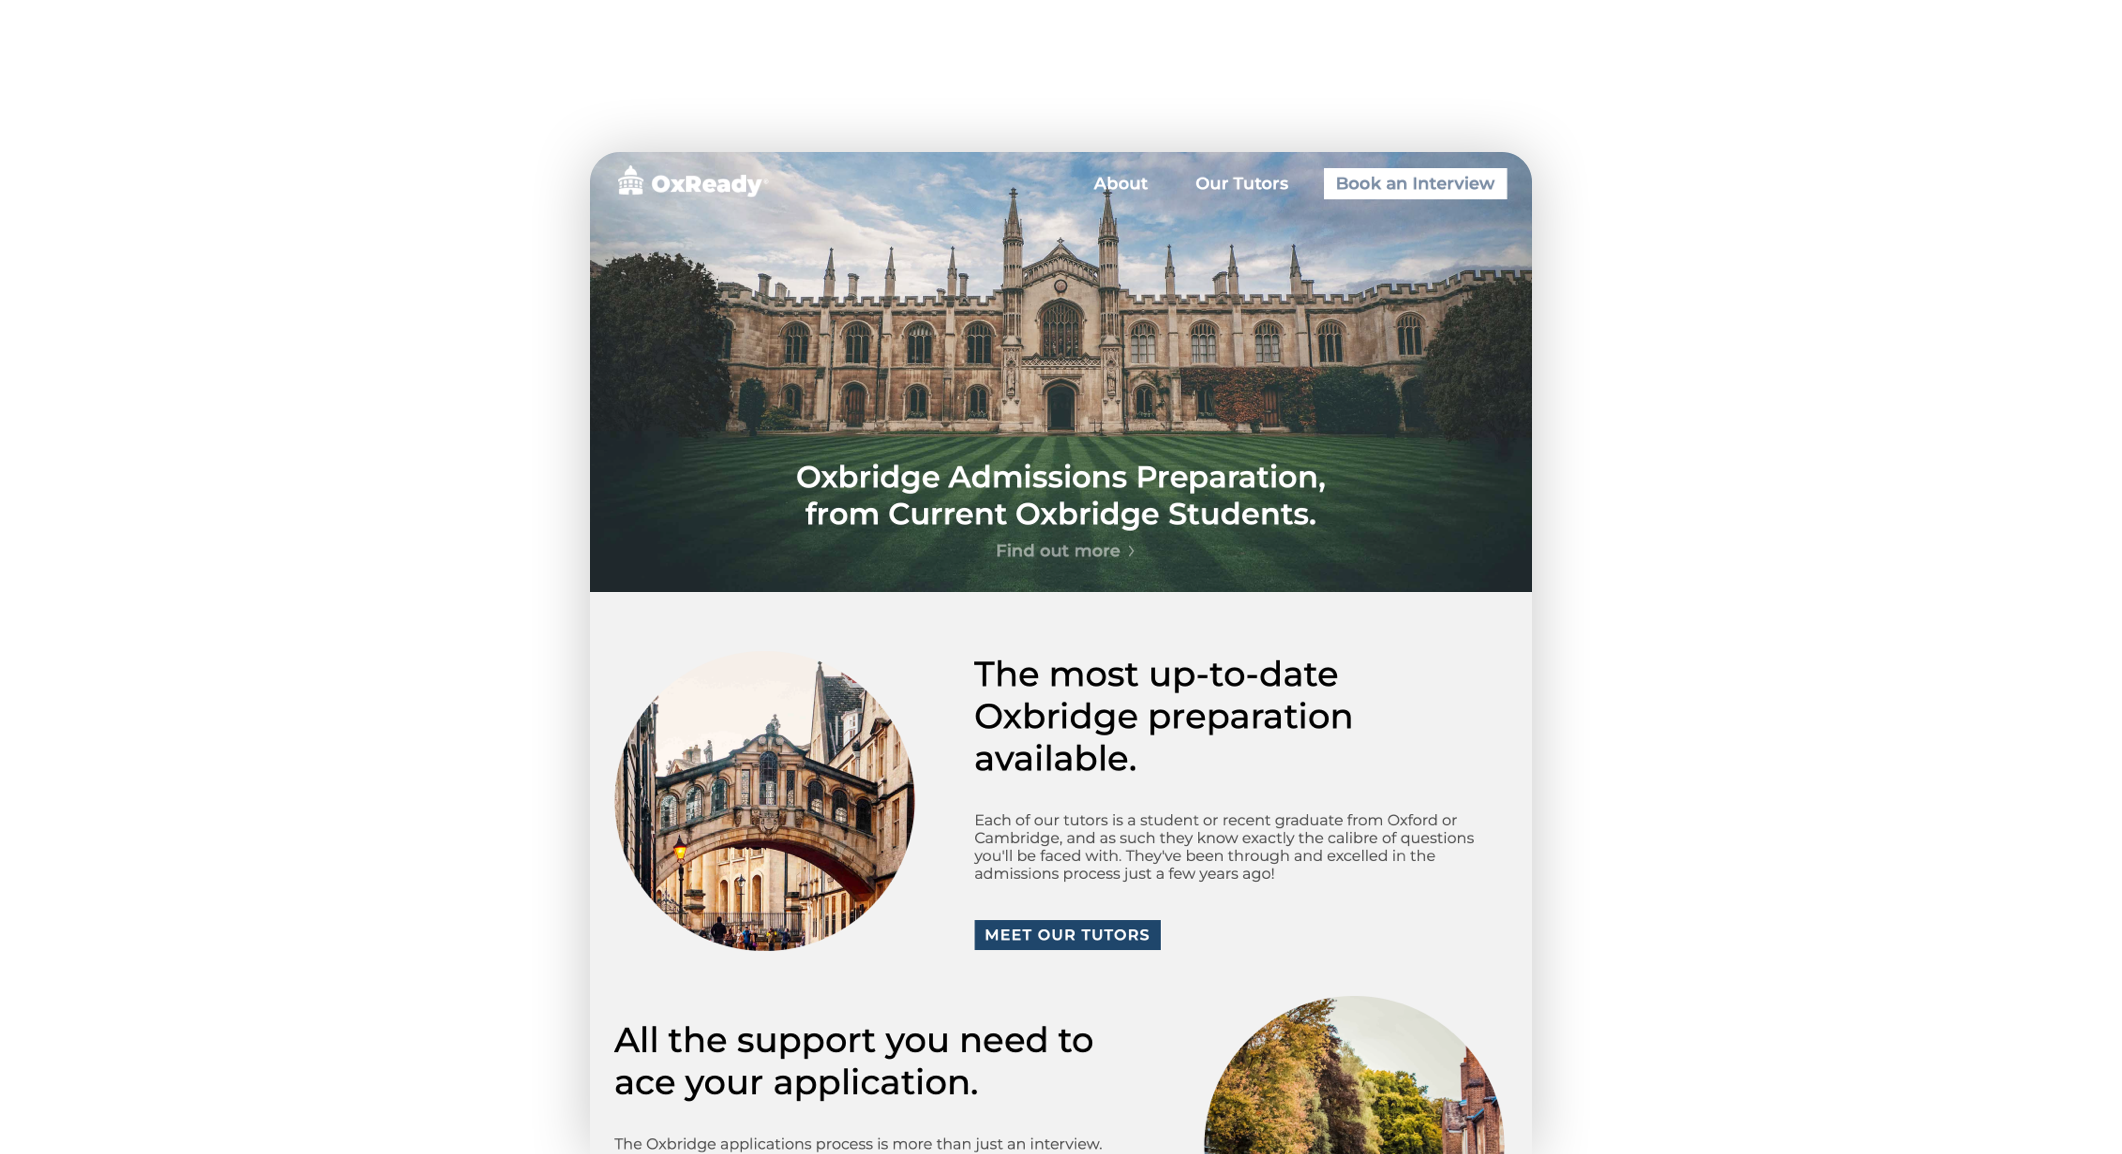 OxReady
About
Our Tutors
Book an Interview
Oxbridge Admissions Preparation,
from Current Oxbridge Students.
Find out more
The most up-to-date
Oxbridge preparation
available.
Each of our tutors is a student or recent graduate from Oxford or
Cambridge, and as such they know exactly the calibre of questions
you'll be faced with. They've been through and excelled in the
admissions process just a few years ago!
MEET OUR TUTORS
All the support you need to
ace your application.
The Oxbridge applications process is more than just an interview.